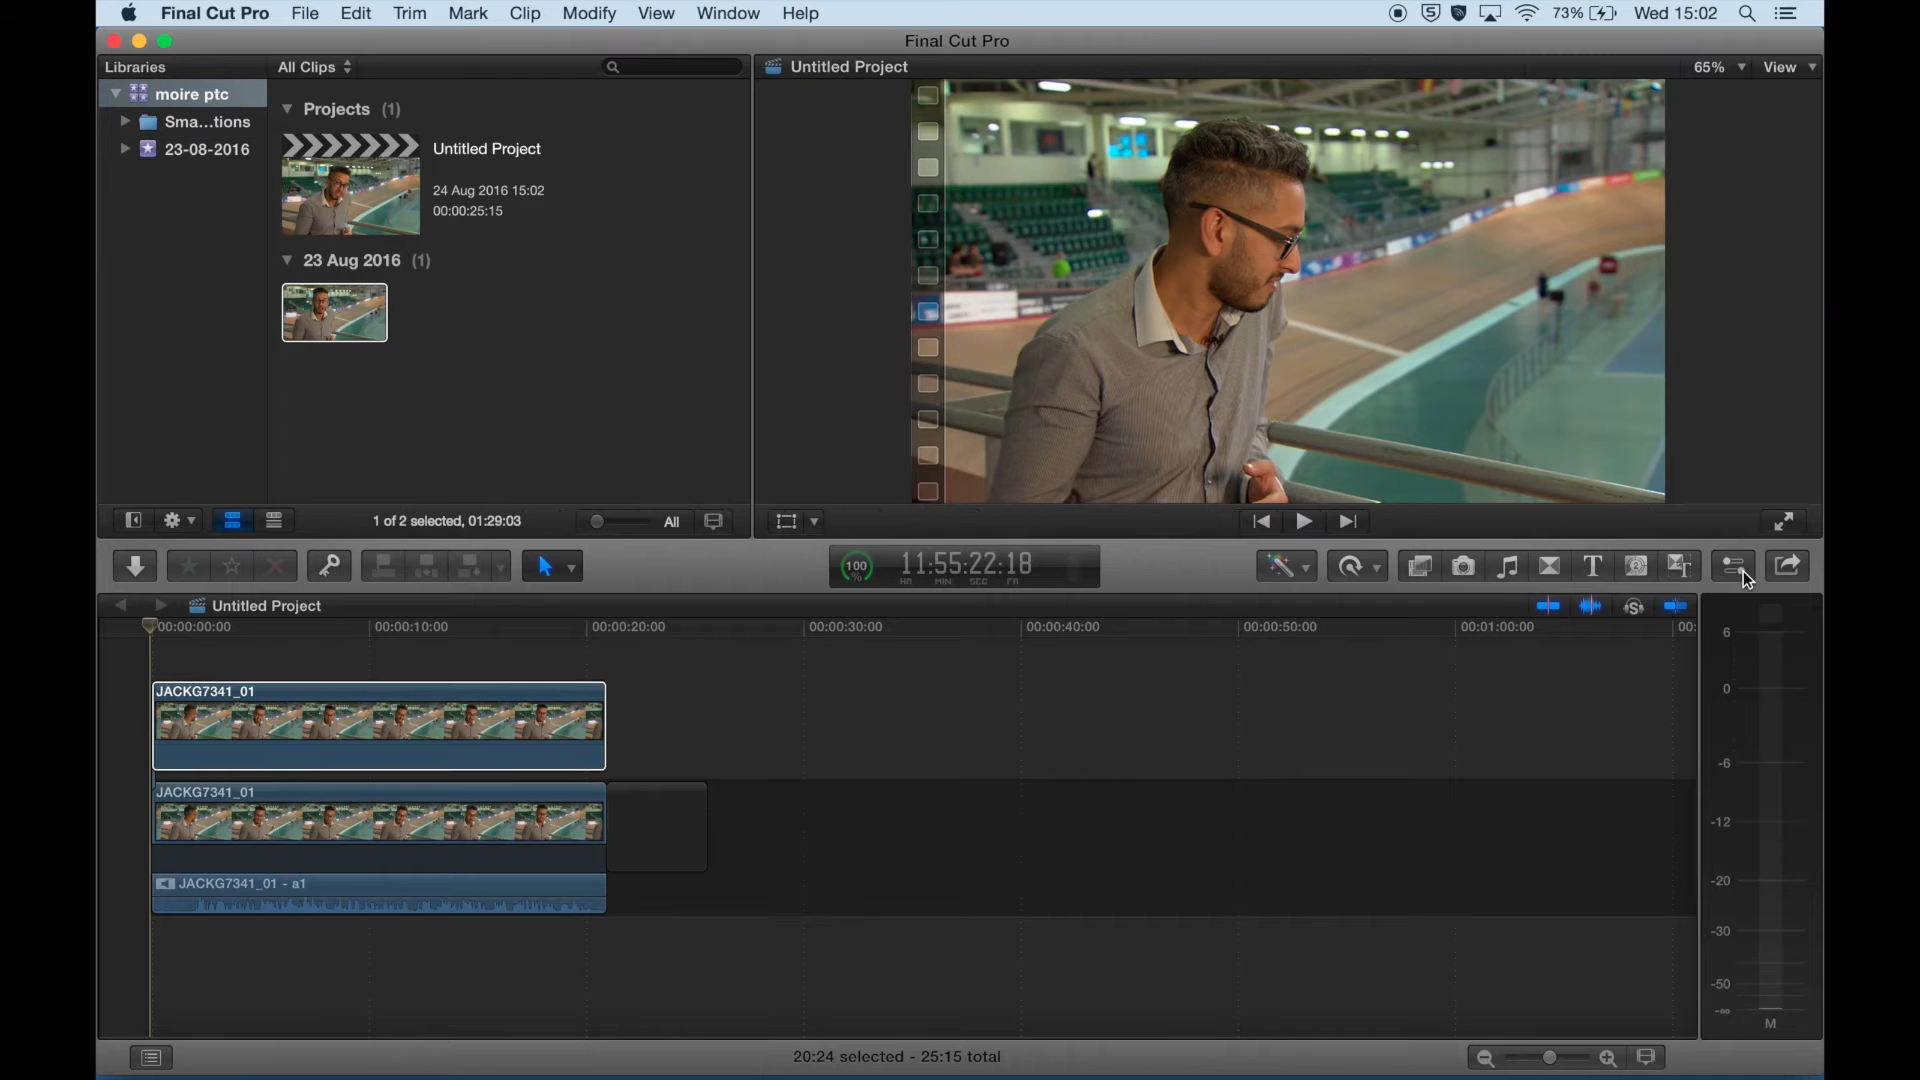 Final Cut Pro File Edit Trim Mark Clip Modify View Window Help 73% Wed 15:02
Final Cut Pro
Libraries All Clips Untitled Project 65% View
moire ptc
Sma...tions
23-08-2016
Projects (1)
Untitled Project
24 Aug 2016 15:02
00:00:25:15
23 Aug 2016 (1)
1 of 2 selected, 01:29:03 All
100 % 11:55:22:18
HR MIN SEC FR
Untitled Project
00:00:00:00 00:00:10:00 00:00:20:00 00:00:30:00 00:00:40:00 00:00:50:00 00:01:00:00 00:
JACKG7341_01
JACKG7341_01
JACKG7341_01 - a1
6
0
-6
-12
-20
-30
-50
-∞
M
20:24 selected - 25:15 total